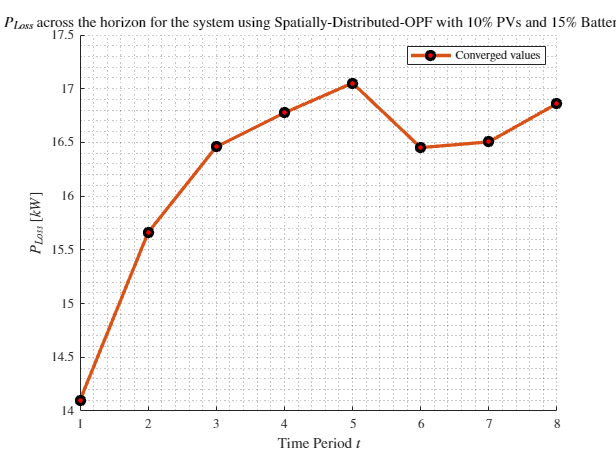 P_Loss across the horizon for the system using Spatially-Distributed-OPF with 10% PVs and 15% Batter
17.5
Converged values
17
16.5
16
P_Loss [kW]
15.5
15
14.5
14
1 2 3 4 5 6 7 8
Time Period t